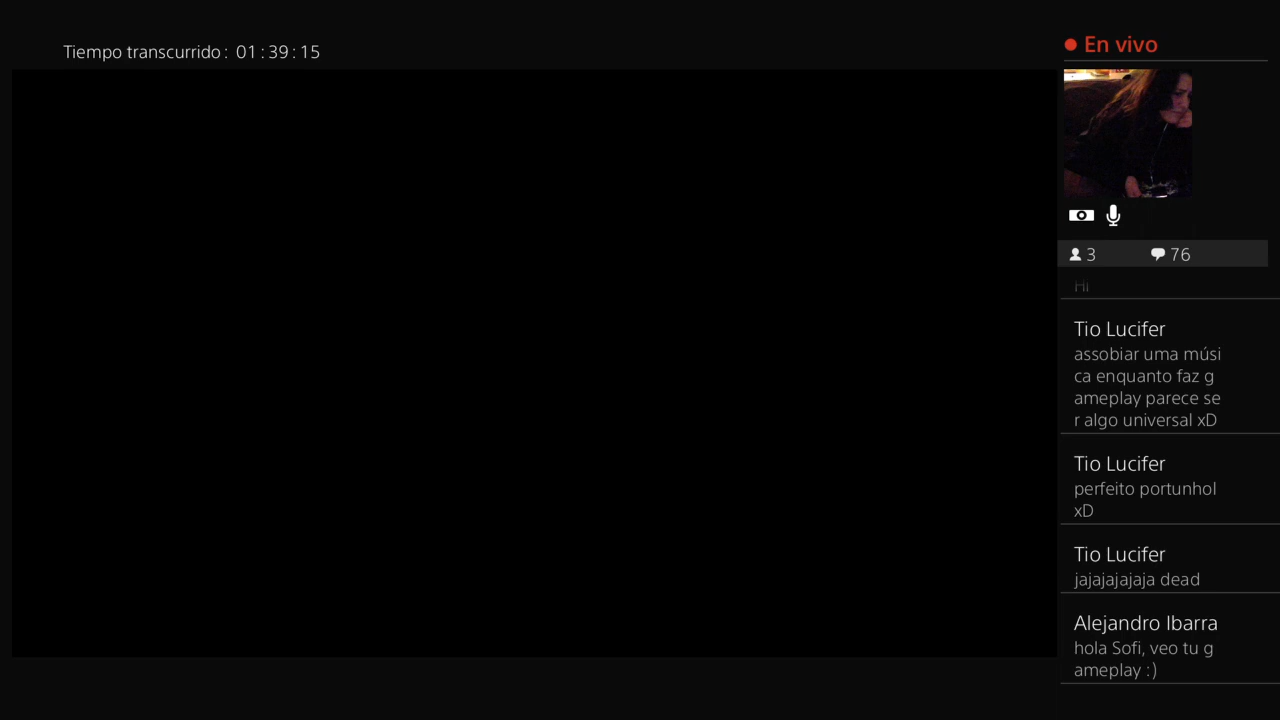 Tiempo transcurrido : 01 : 39 : 15
En vivo
3 76
Hi
Tio Lucifer
assobiar uma músi
ca enquanto faz g
ameplay parece se
r algo universal xD
Tio Lucifer
perfeito portunhol
xD
Tio Lucifer
jajajajajaja dead
Alejandro Ibarra
hola Sofi, veo tu g
ameplay :)